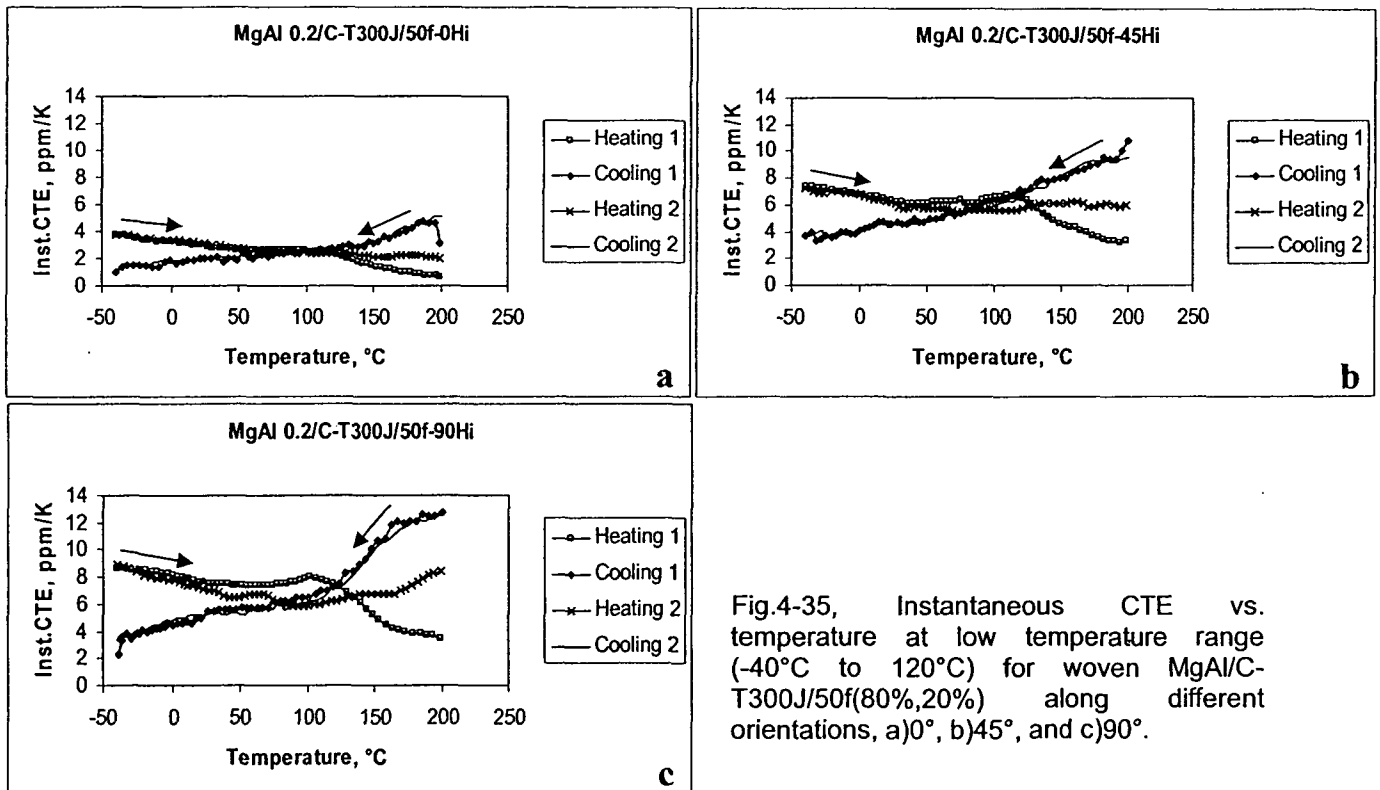 MgAl 0.2/C-T300J/50f-0Hi
Inst.CTE, ppm/K
14
12
10
8
6
4
2
0
-50 0 50 100 150 200 250
Temperature, °C
Heating 1
Cooling 1
Heating 2
Cooling 2
a
MgAl 0.2/C-T300J/50f-45Hi
Inst.CTE, ppm/K
14
12
10
8
6
4
2
0
-50 0 50 100 150 200 250
Temperature, °C
Heating 1
Cooling 1
Heating 2
Cooling 2
b
MgAl 0.2/C-T300J/50f-90Hi
Inst.CTE, ppm/K
14
12
10
8
6
4
2
0
-50 0 50 100 150 200 250
Temperature, °C
Heating 1
Cooling 1
Heating 2
Cooling 2
c
Fig.4-35, Instantaneous CTE vs.
temperature at low temperature range
(-40°C to 120°C) for woven MgAl/C-
T300J/50f(80%,20%) along different
orientations, a)0°, b)45°, and c)90°.